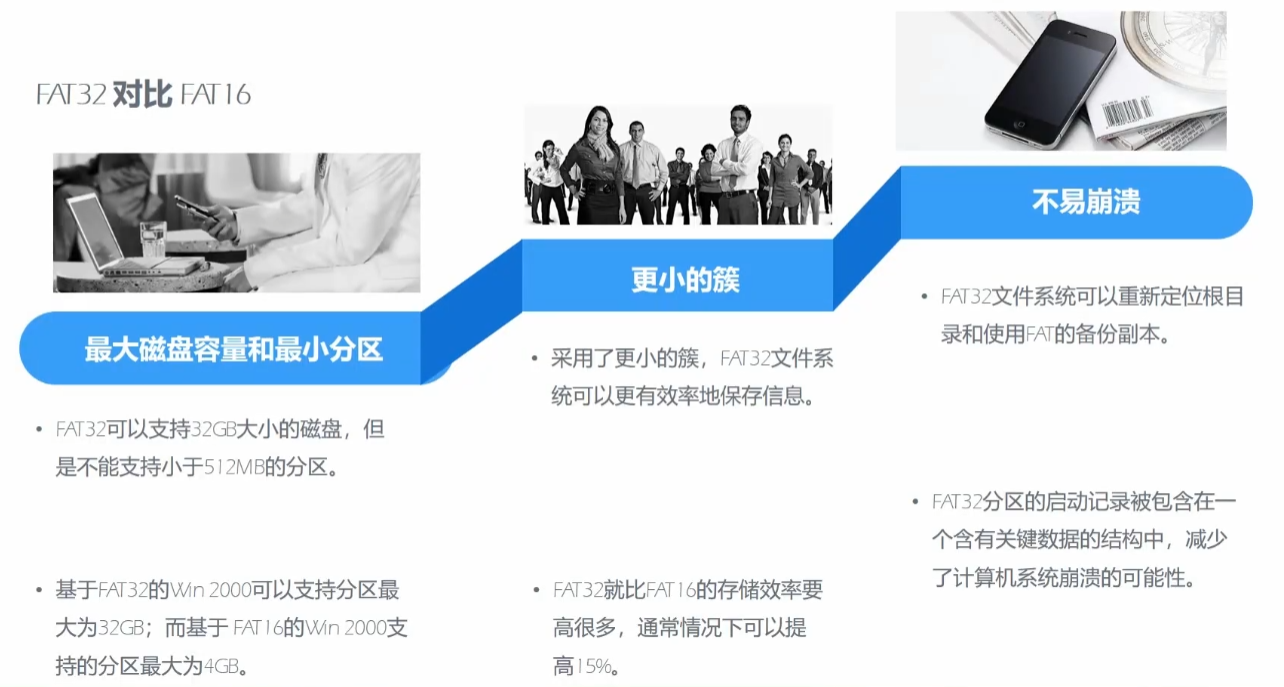 FAT32 对比 FAT16
最大磁盘容量和最小分区
• FAT32可以支持32GB大小的磁盘，但
是不能支持小于512MB的分区。
• 基于FAT32的Win 2000可以支持分区最
大为32GB；而基于 FAT16的Win 2000支
持的分区最大为4GB。
更小的簇
• 采用了更小的簇，FAT32文件系
统可以更有效率地保存信息。
• FAT32就比FAT16的存储效率要
高很多，通常情况下可以提
高15%。
不易崩溃
• FAT32文件系统可以重新定位根目
录和使用FAT的备份副本。
• FAT32分区的启动记录被包含在一
个含有关键数据的结构中，减少
了计算机系统崩溃的可能性。